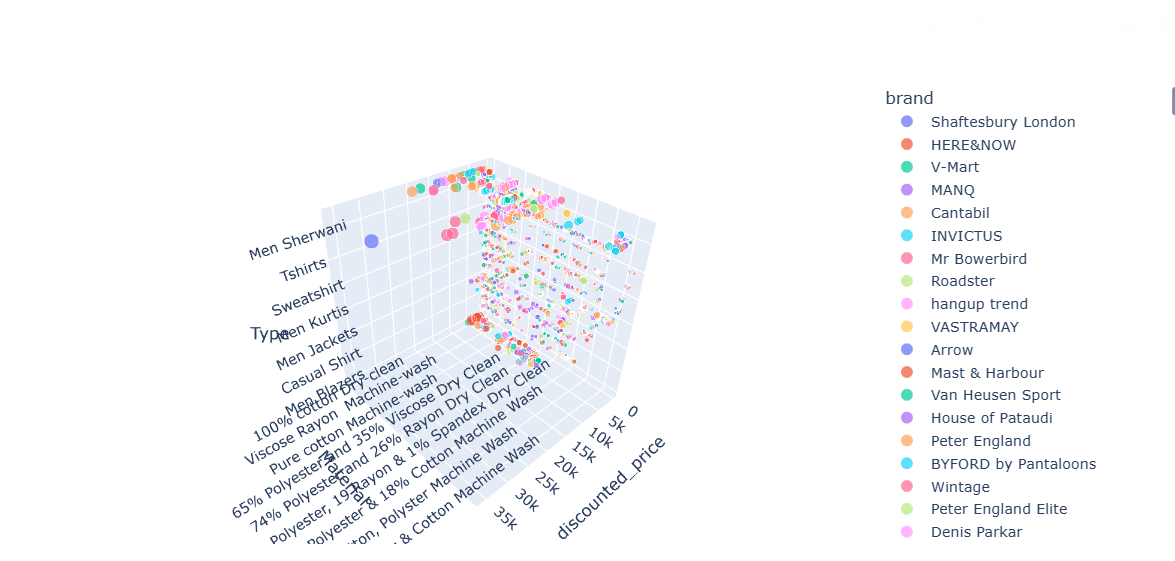 brand
Shaftesbury London
HERE&NOW
V-Mart
MANQ
Cantabil
INVICTUS
Mr Bowerbird
Roadster
hangup trend
VASTRAMAY
Arrow
Mast & Harbour
Van Heusen Sport
House of Pataudi
Peter England
BYFORD by Pantaloons
Wintage
Peter England Elite
Denis Parkar
Men Sherwani
Tshirts
Sweatshirt
Type
Men Kurtis
Men Jackets
Casual Shirt
Men Blazers
100% cotton Dry-clean
Viscose Rayon Machine-wash
Pure cotton Machine-wash
65% Polyester and 35% Viscose Dry Clean
74% Polyester and 26% Rayon Dry Clean
Polyester, 19% Rayon & 1% Spandex Dry Clean
Polyester & 18% Cotton Machine Wash
Polyster Machine Wash
& Cotton Machine Wash
0
5k
10k
15k
20k
25k
30k
35k
discounted_price